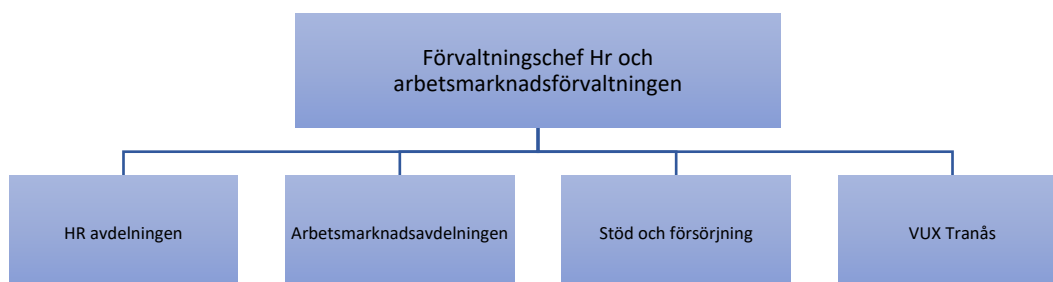 Förvaltningschef Hr och
arbetsmarknadsförvaltningen
HR avdelningen
Arbetsmarknadsavdelningen
Stöd och försörjning
VUX Tranås